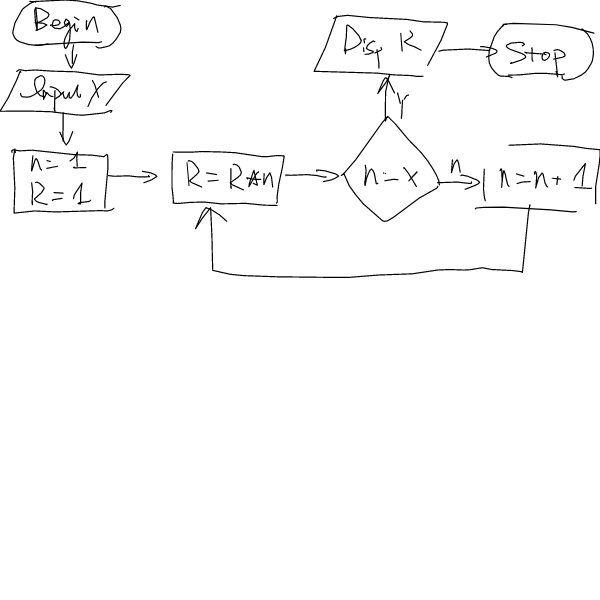 Begin
Input X
n = 1
R = 1
R = R*n
n = x
Y
Disp R
Stop
n
n = n + 1